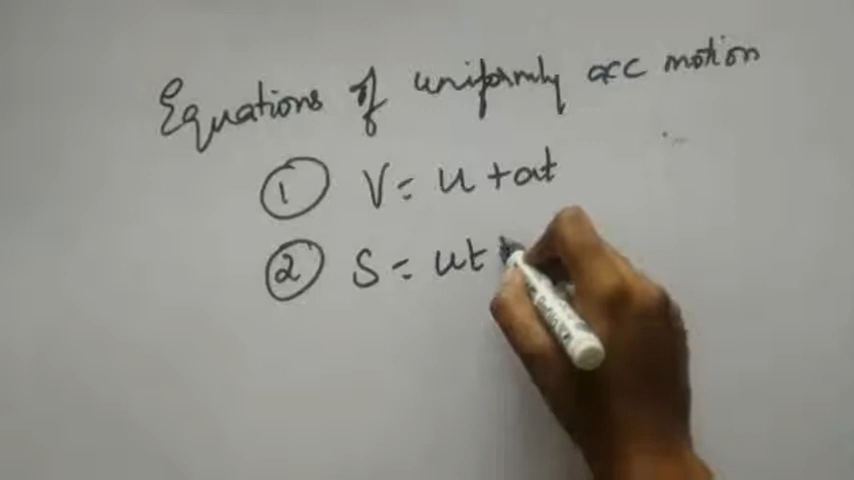 Equations of uniformly acc motion
① V = u + at
② S = ut